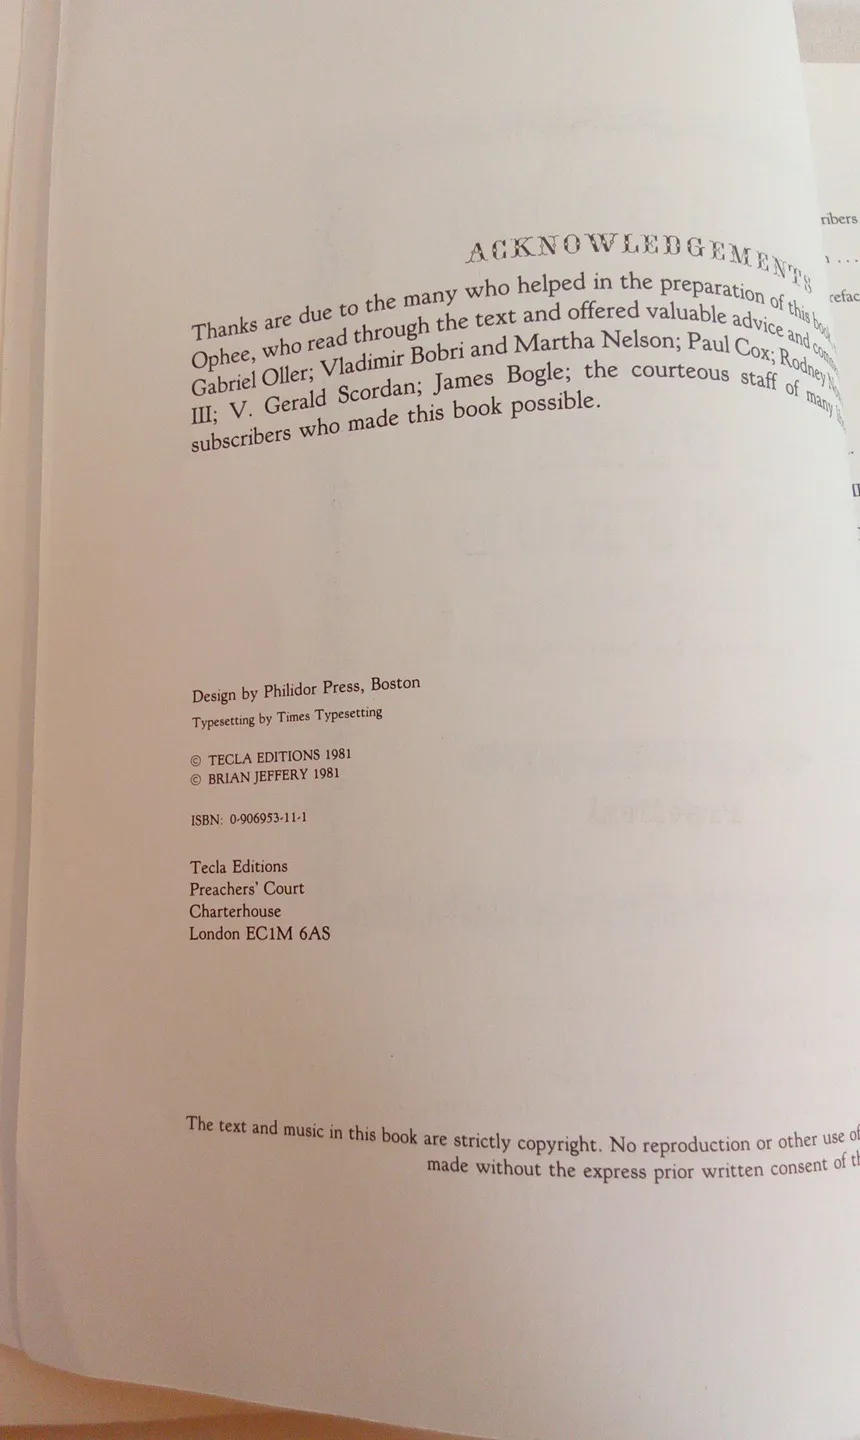 ribers
ACKNOWLEDGEMENTS
refac
Thanks are due to the many who helped in the preparation of this
Ophee, who read through the text and offered valuable advice and
Gabriel Oller; Vladimir Bobri and Martha Nelson; Paul Cox; Rodney
III; V. Gerald Scordan; James Bogle; the courteous staff of many
subscribers who made this book possible.
Design by Philidor Press, Boston
Typesetting by Times Typesetting
© TECLA EDITIONS 1981
© BRIAN JEFFERY 1981
ISBN: 0-906953-11-1
Tecla Editions
Preachers' Court
Charterhouse
London EC1M 6AS
The text and music in this book are strictly copyright. No reproduction or other use of
made without the express prior written consent of th